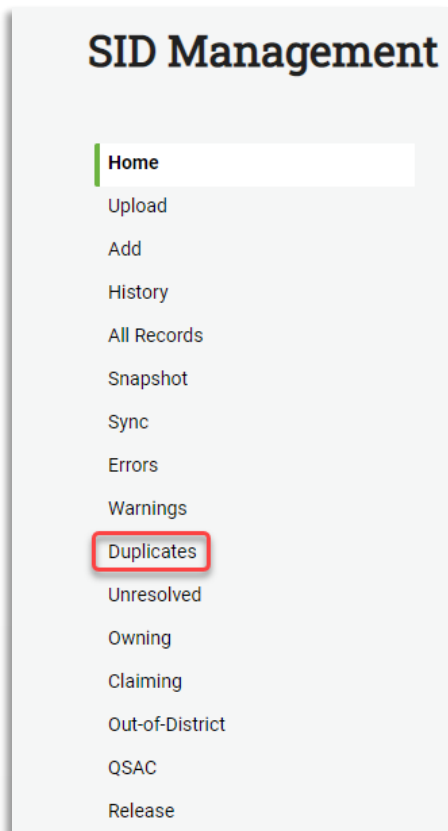 SID Management
Home
Upload
Add
History
All Records
Snapshot
Sync
Errors
Warnings
Duplicates
Unresolved
Owning
Claiming
Out-of-District
QSAC
Release